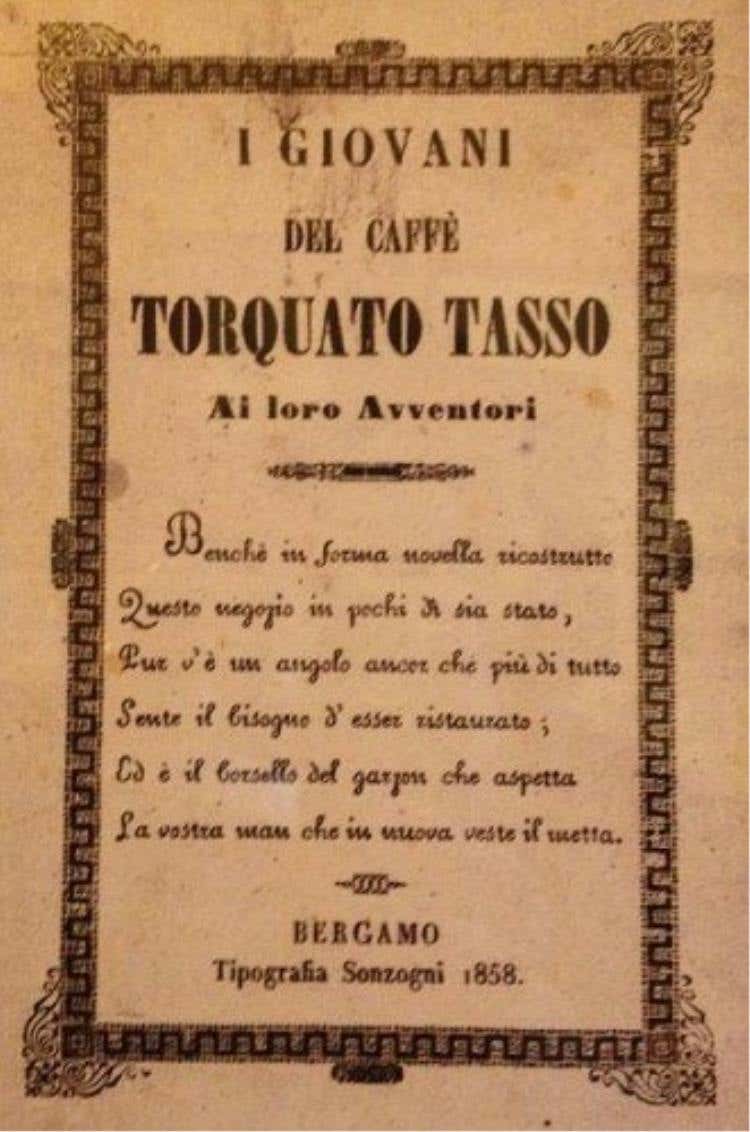 I GIOVANI
DEL CAFFÈ
TORQUATO TASSO
Ai loro Avventori
Benchè in forma novella ricostrutto
Questo negozio in pochi dì sia stato,
Pur v'è un angolo ancor che più di tutto
Sente il bisogno d' esser ristaurato;
Ed è il borsello del garzon che aspetta
La vostra man che in nuova veste il metta.
BERGAMO
Tipografia Sonzogni 1858.